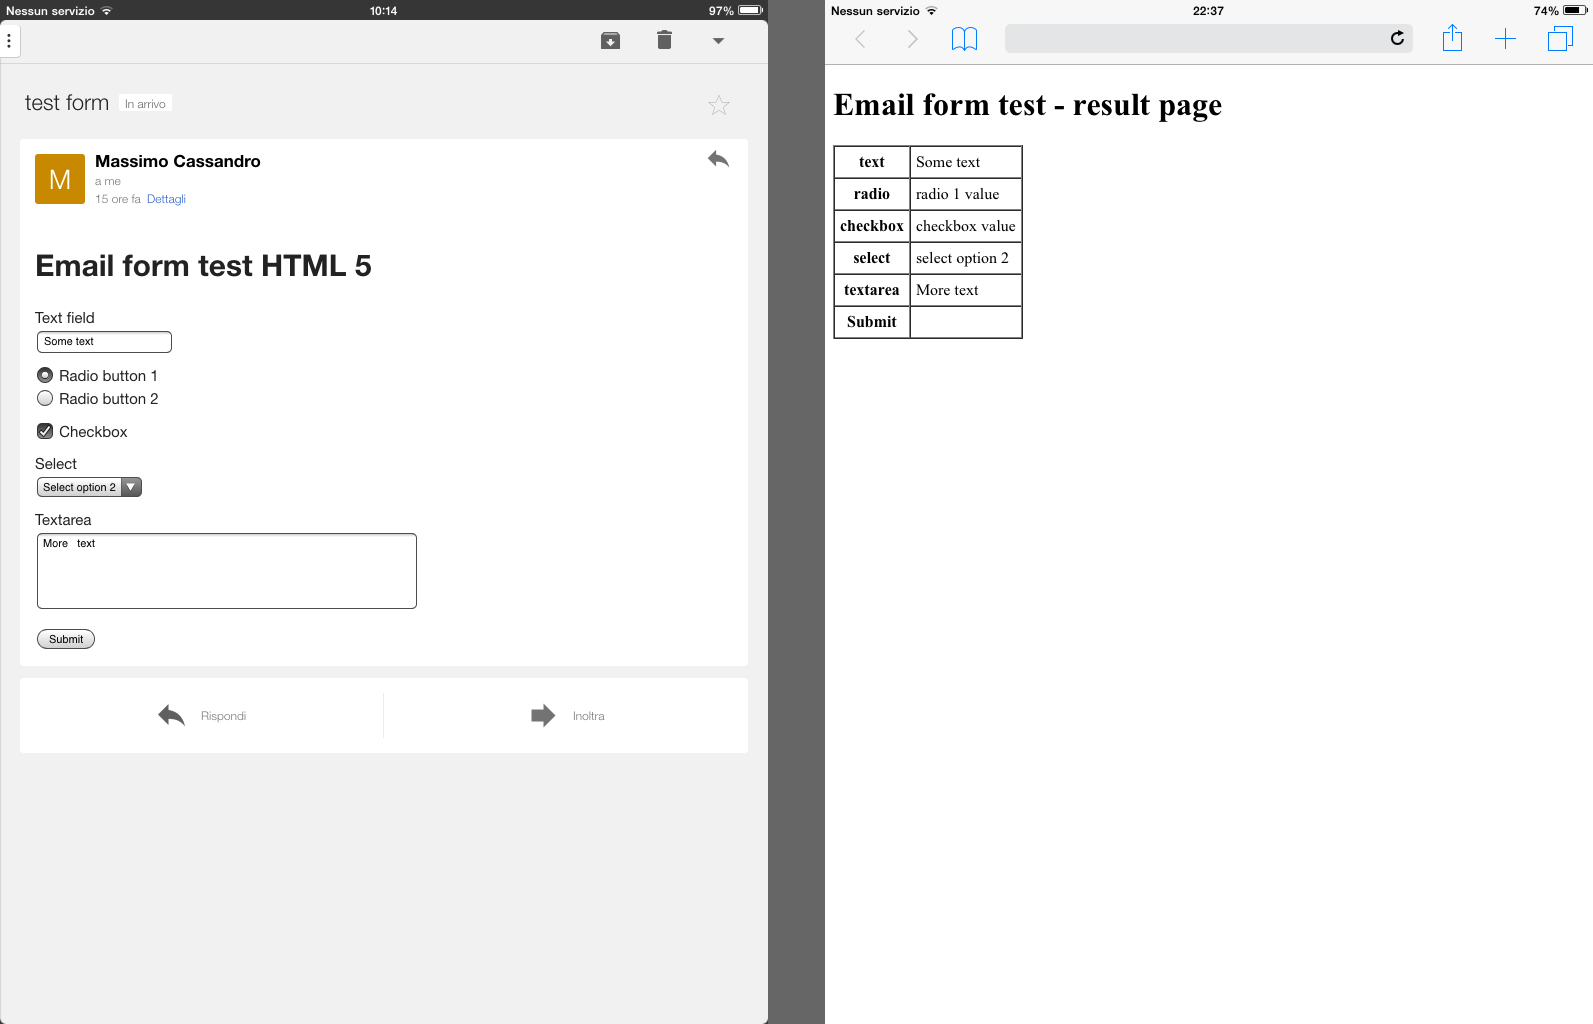 Nessun servizio 10:14 97%
test form In arrivo
M
Massimo Cassandro
a me
15 ore fa Dettagli
Email form test HTML 5
Text field
Some text
Radio button 1
Radio button 2
Checkbox
Select
Select option 2
Textarea
More text
Submit
Rispondi Inoltra
Nessun servizio 22:37 74%
Email form test - result page
text Some text
radio radio 1 value
checkbox checkbox value
select select option 2
textarea More text
Submit